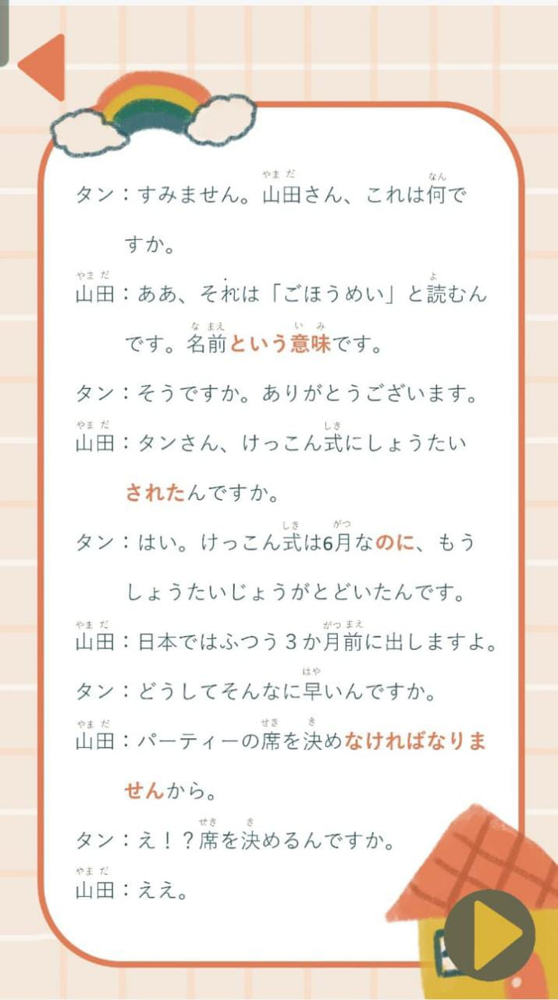 タン：すみません。山田さん、これは何で
すか。
山田：ああ、それは「ごほうめい」と読むん
です。名前という意味です。
タン：そうですか。ありがとうございます。
山田：タンさん、けっこん式にしょうたい
されたんですか。
タン：はい。けっこん式は6月なのに、もう
しょうたいじょうがとどいたんです。
山田：日本ではふつう３か月前に出しますよ。
タン：どうしてそんなに早いんですか。
山田：パーティーの席を決めなければなりま
せんから。
タン：え！？席を決めるんですか。
山田：ええ。